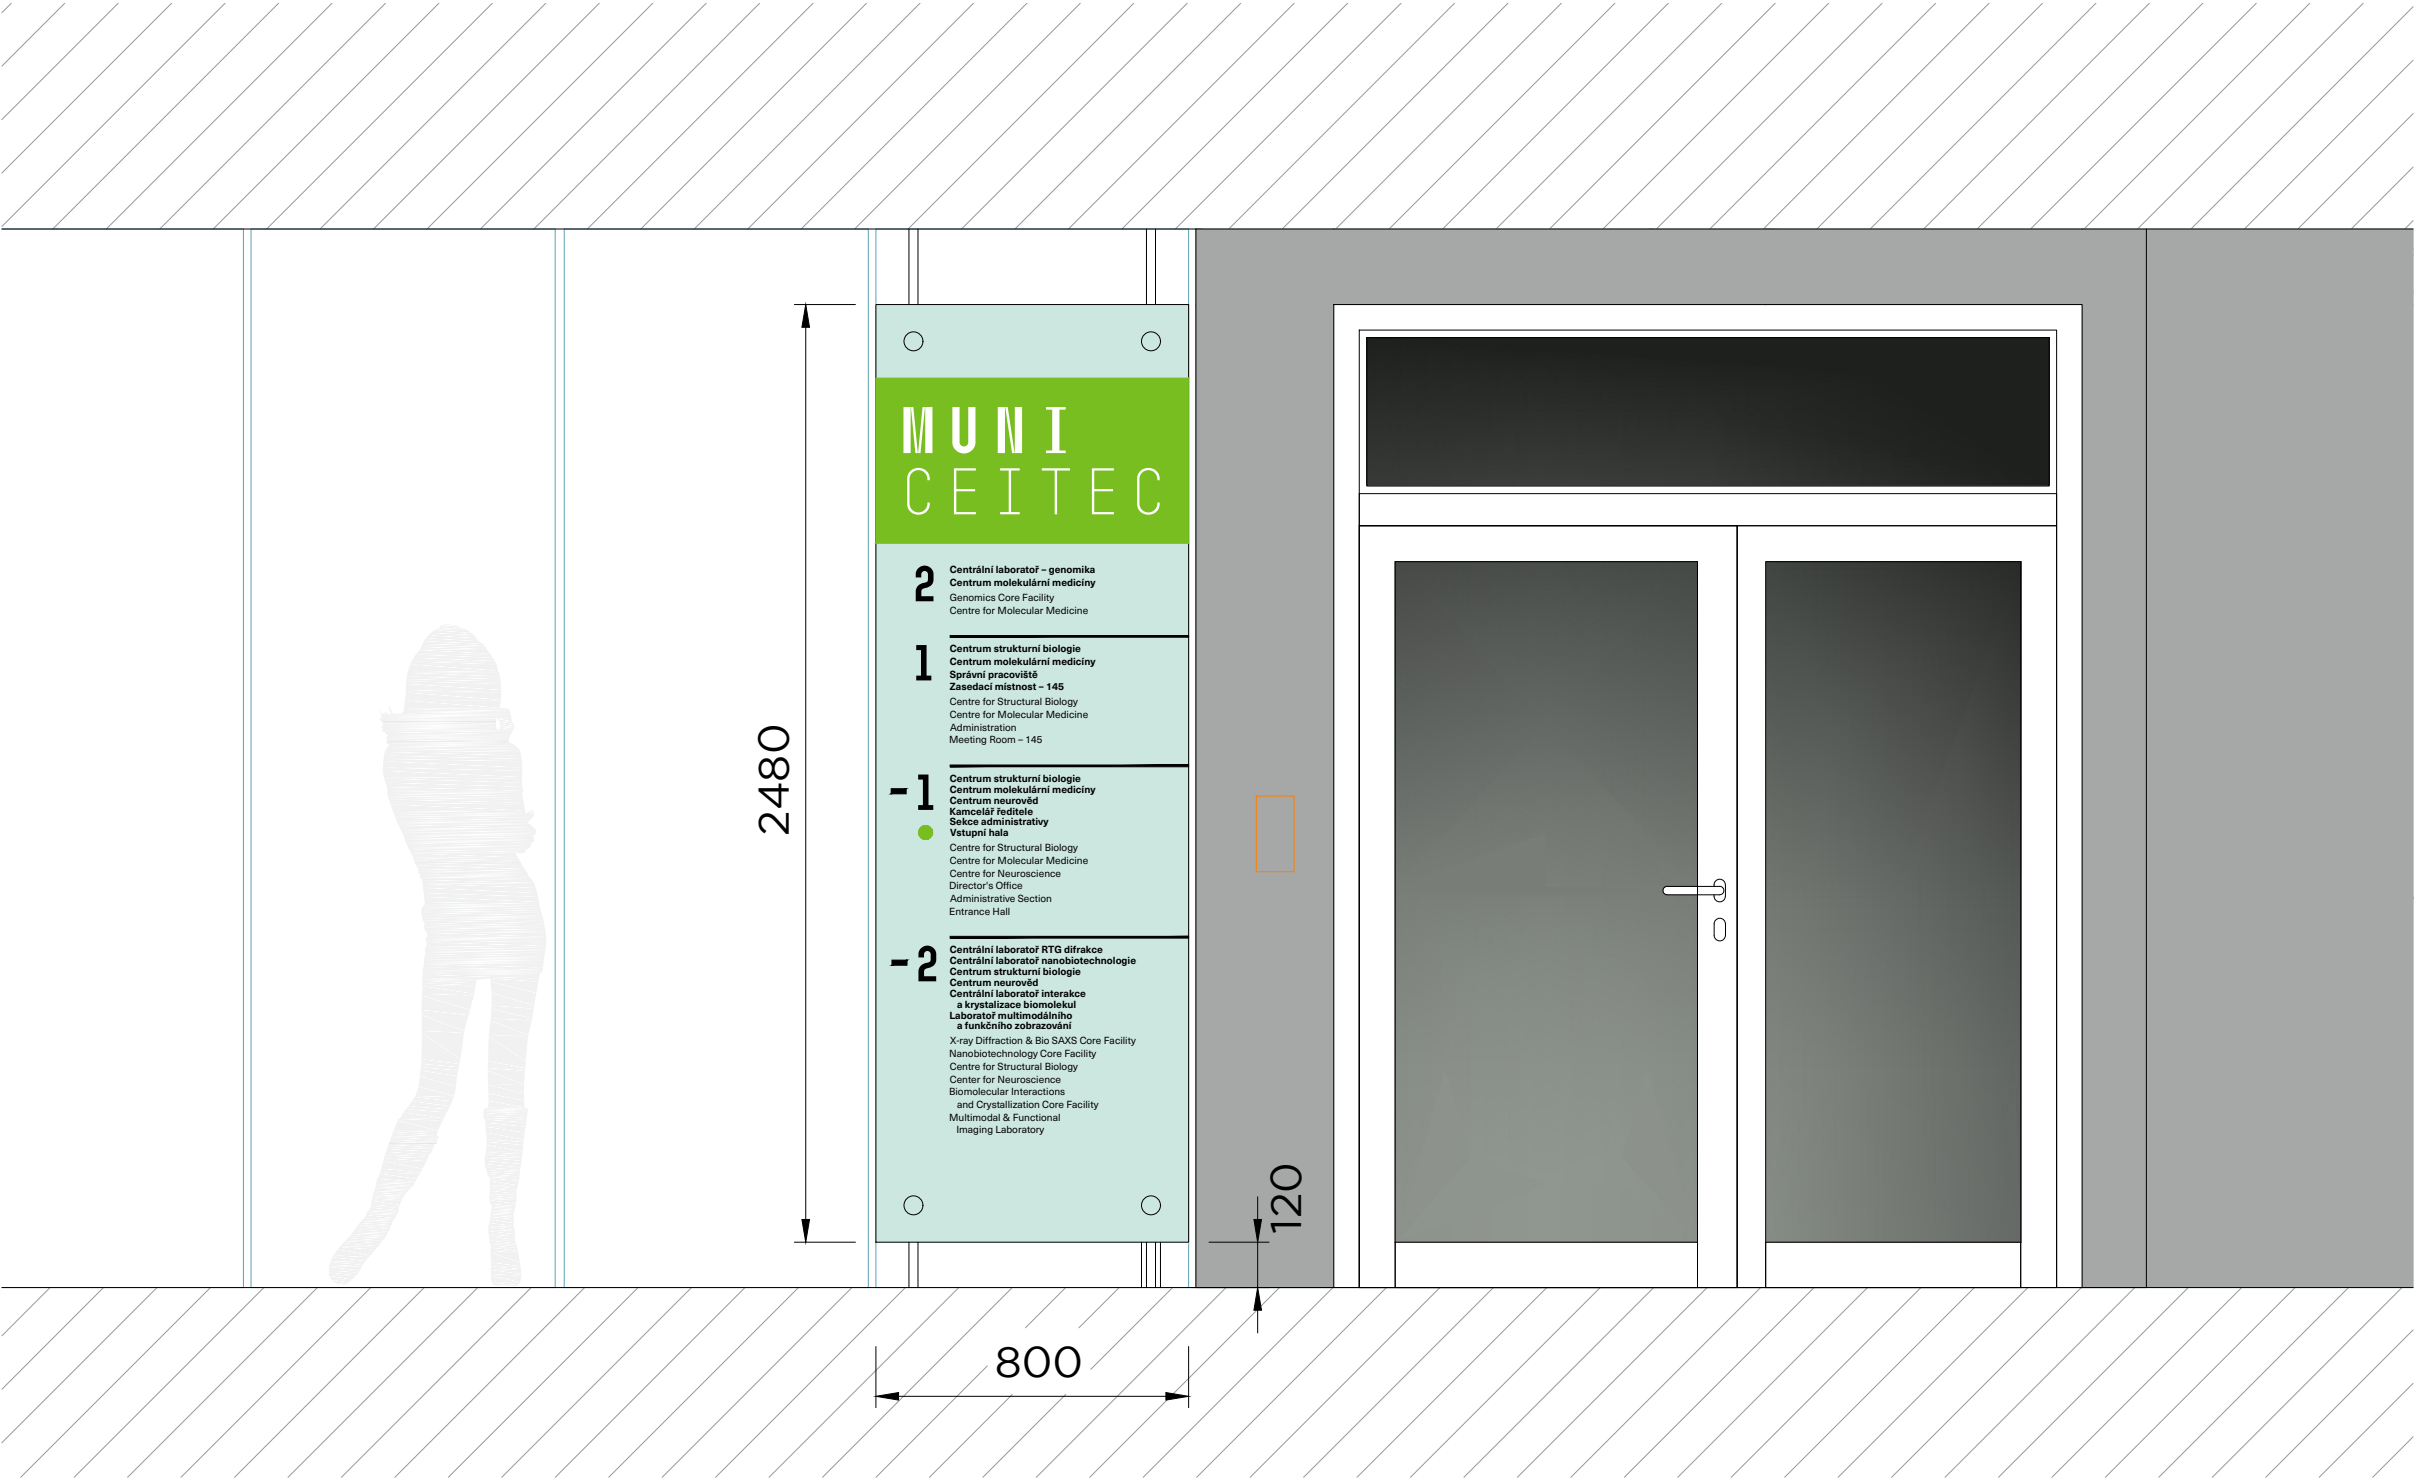 MUNI
CEITEC
2
Centrální laboratoř – genomika
Centrum molekulární medicíny
Genomics Core Facility
Centre for Molecular Medicine
1
Centrum strukturní biologie
Centrum molekulární medicíny
Správní pracoviště
Zasedací místnost – 145
Centre for Structural Biology
Centre for Molecular Medicine
Administration
Meeting Room – 145
-1
Centrum strukturní biologie
Centrum molekulární medicíny
Centrum neurověd
Kamcelář ředitele
Sekce administrativy
Vstupní hala
Centre for Structural Biology
Centre for Molecular Medicine
Centre for Neuroscience
Director's Office
Administrative Section
Entrance Hall
-2
Centrální laboratoř RTG difrakce
Centrální laboratoř nanobiotechnologie
Centrum strukturní biologie
Centrum neurověd
Centrální laboratoř interakce
a krystalizace biomolekul
Laboratoř multimodálního
a funkčního zobrazování
X-ray Diffraction & Bio SAXS Core Facility
Nanobiotechnology Core Facility
Centre for Structural Biology
Center for Neuroscience
Biomolecular Interactions
and Crystallization Core Facility
Multimodal & Functional
Imaging Laboratory
2480
120
800